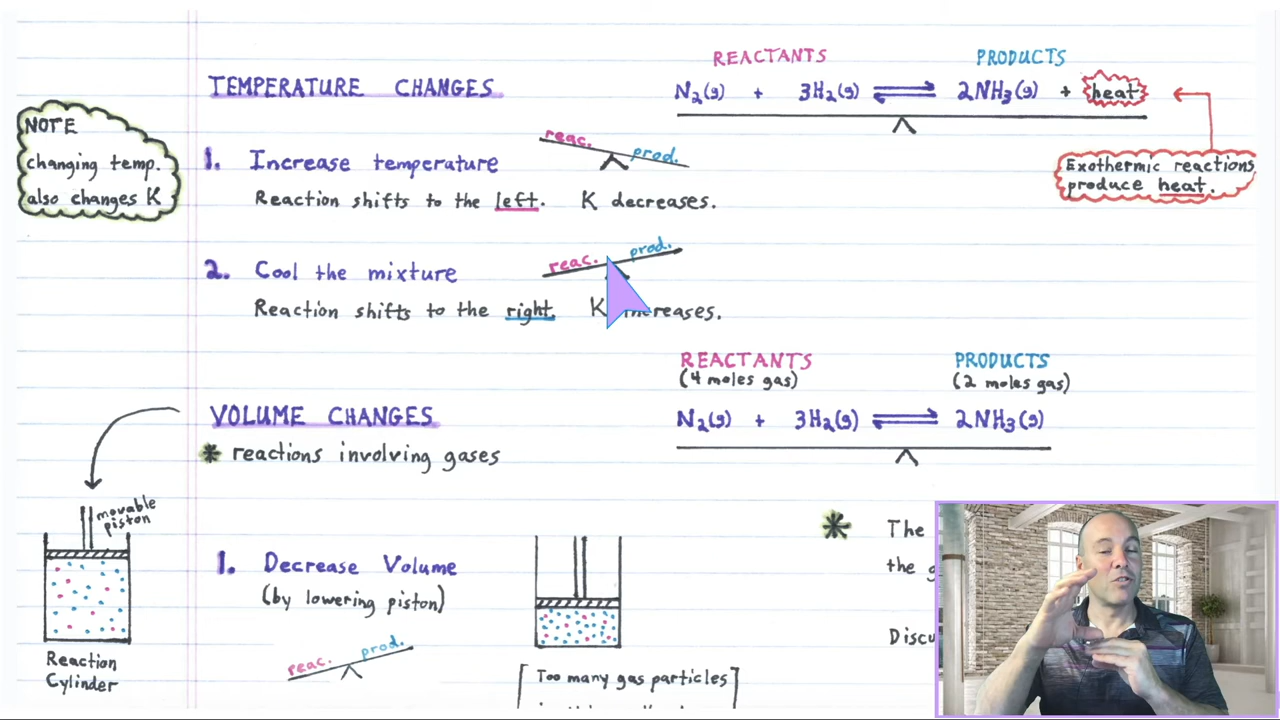 REACTANTS PRODUCTS
TEMPERATURE CHANGES
N₂(g) + 3H₂(g) ⇌ 2NH₃(g) + heat
NOTE
changing temp.
also changes K
reac. prod.
1. Increase temperature
Reaction shifts to the left. K decreases.
Exothermic reactions
produce heat.
reac. prod.
2. Cool the mixture
Reaction shifts to the right. K
REACTANTS PRODUCTS
(4 moles gas) (2 moles gas)
VOLUME CHANGES
N₂(g) + 3H₂(g) ⇌ 2NH₃(g)
* reactions involving gases
movable
piston
* The
1. Decrease Volume
the g
(by lowering piston)
Discu
reac. prod.
Reaction
Cylinder
[Too many gas particles]